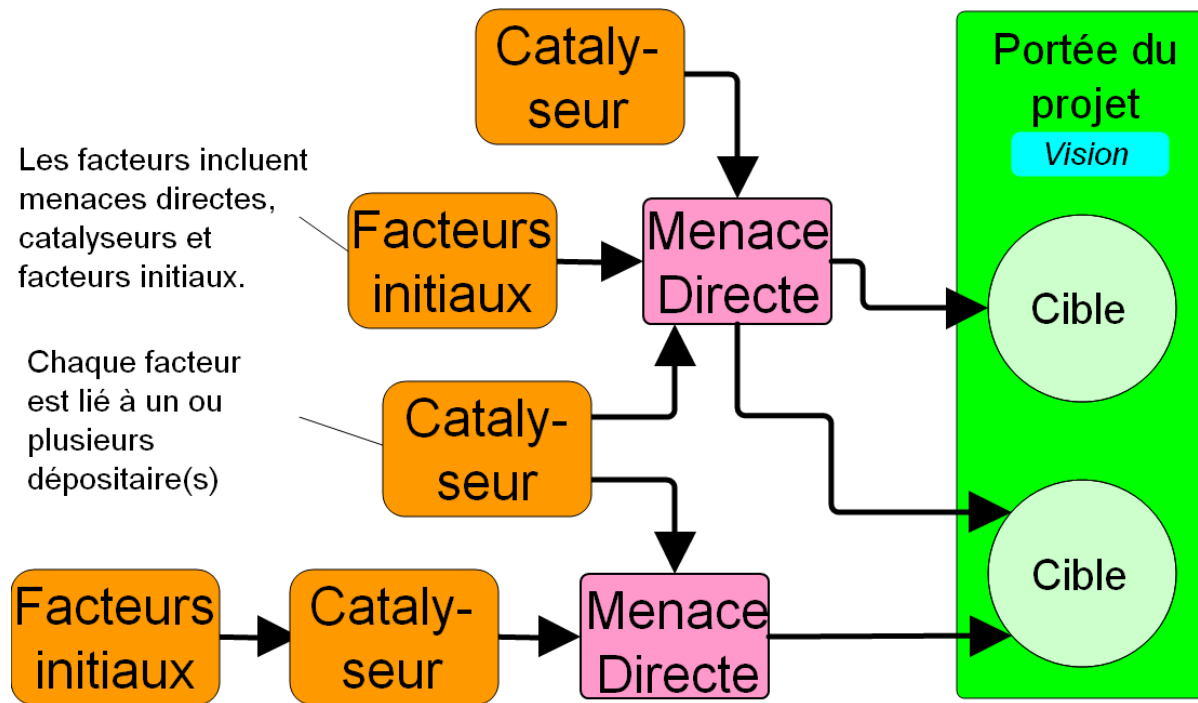 Cataly-
seur
Portée du
projet
Vision
Les facteurs incluent
menaces directes,
catalyseurs et
facteurs initiaux.
Facteurs
initiaux
Menace
Directe
Cible
Chaque facteur
est lié à un ou
plusieurs
dépositaire(s)
Cataly-
seur
Cible
Facteurs
initiaux
Cataly-
seur
Menace
Directe